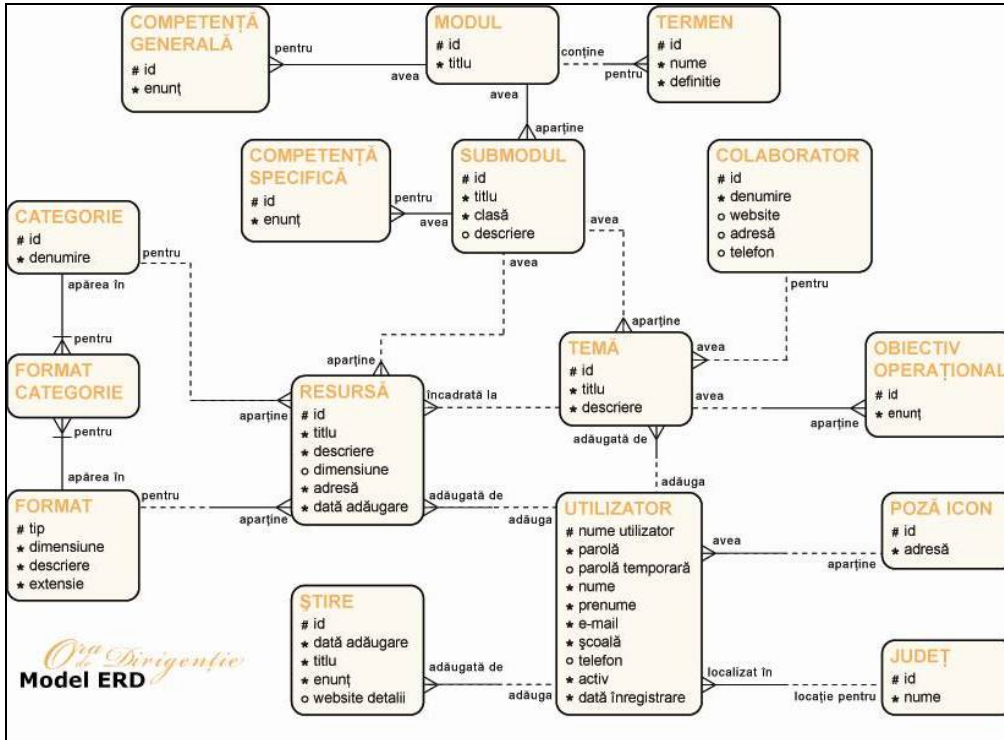 COMPETENȚĂ
GENERALĂ
# id
* enunț
pentru
avea
MODUL
# id
* titlu
conține
pentru
TERMEN
# id
* nume
* definitie
avea
aparține
COMPETENȚĂ
SPECIFICĂ
# id
* enunț
pentru
avea
SUBMODUL
# id
* titlu
* clasă
o descriere
avea
avea
COLABORATOR
# id
* denumire
o website
o adresă
o telefon
pentru
CATEGORIE
# id
* denumire
pentru
apărea în
pentru
FORMAT
CATEGORIE
pentru
apărea în
aparține
aparține
aparține
RESURSĂ
# id
* titlu
* descriere
o dimensiune
* adresă
* dată adăugare
încadrată la
TEMĂ
# id
* titlu
* descriere
avea
avea
aparține
OBIECTIV
OPERAȚIONAL
# id
* enunț
adăugată de
adăuga
FORMAT
# tip
* dimensiune
* descriere
* extensie
pentru
aparține
adăugată de
adăuga
UTILIZATOR
# nume utilizator
* parolă
o parolă temporară
* nume
* prenume
* e-mail
* școală
o telefon
* activ
* dată înregistrare
avea
aparține
POZĂ ICON
# id
* adresă
ȘTIRE
# id
* dată adăugare
* titlu
* enunț
o website detalii
adăugată de
adăuga
localizat în
locație pentru
JUDEȚ
# id
* nume
Ora de Dirigenție
Model ERD